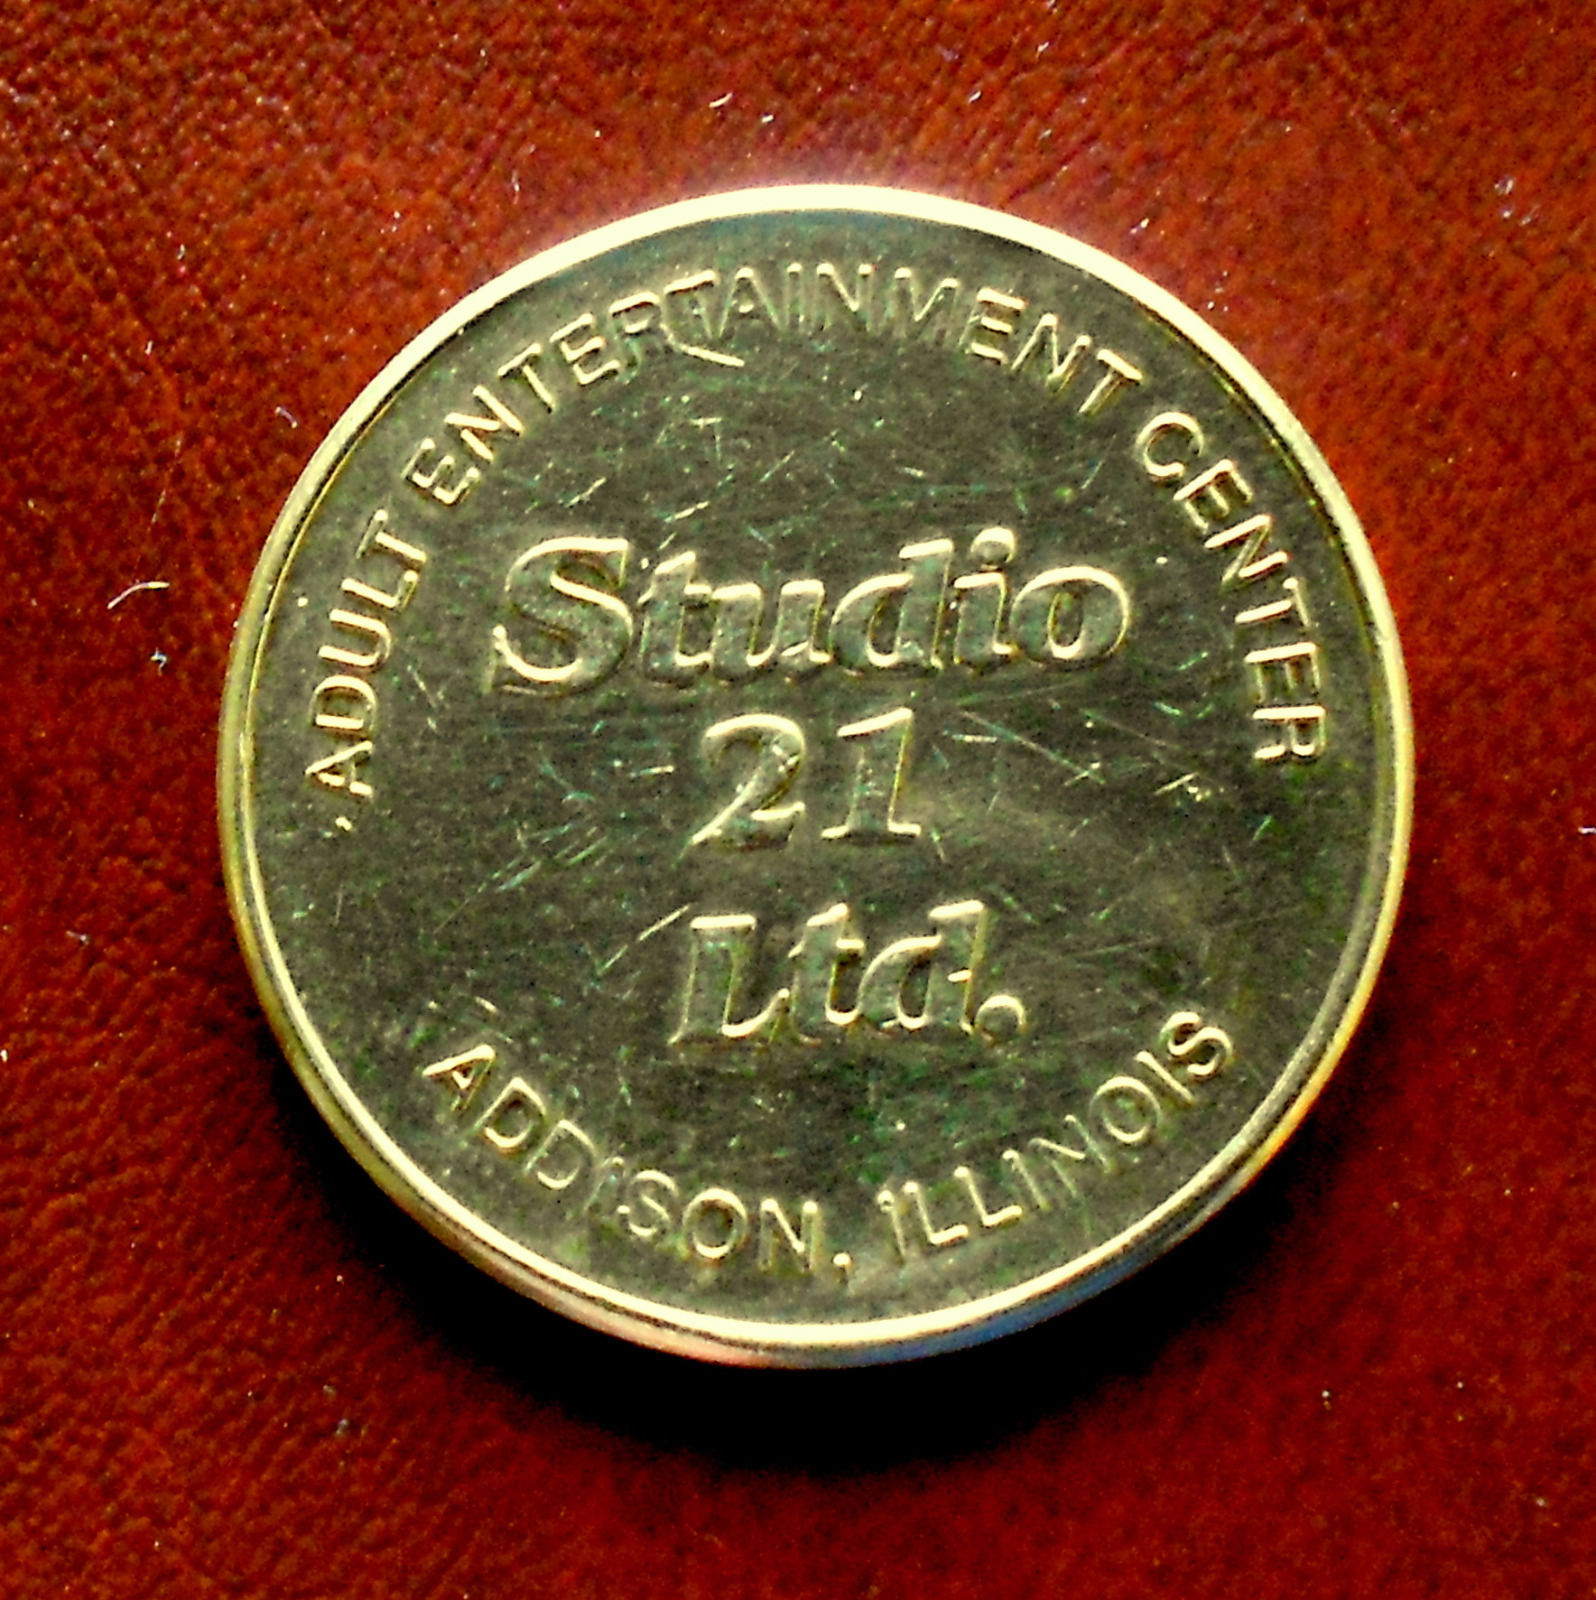 ADULT ENTERTAINMENT CENTER
Studio
21
Ltd.
ADDISON, ILLINOIS